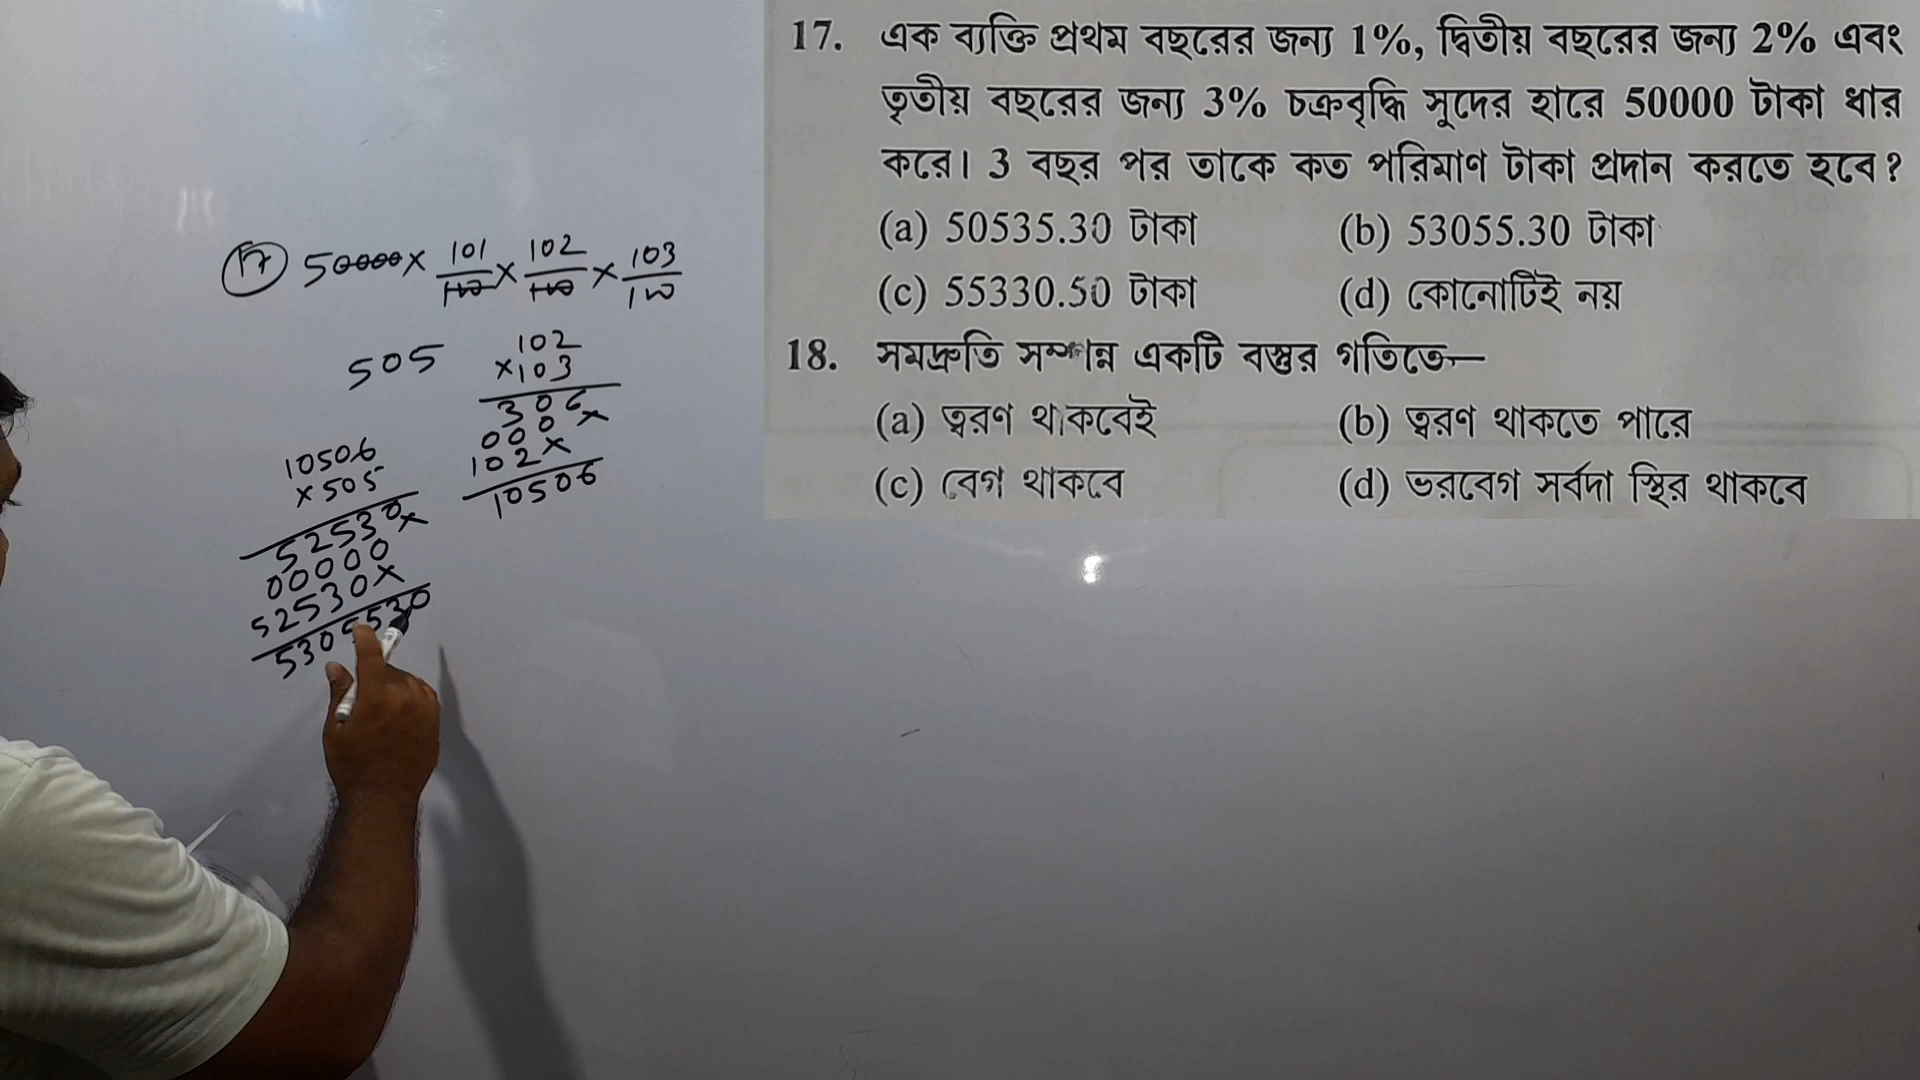 17. এক ব্যক্তি প্রথম বছরের জন্য 1%, দ্বিতীয় বছরের জন্য 2% এবং
তৃতীয় বছরের জন্য 3% চক্রবৃদ্ধি সুদের হারে 50000 টাকা ধার
করে। 3 বছর পর তাকে কত পরিমাণ টাকা প্রদান করতে হবে?
(a) 50535.30 টাকা (b) 53055.30 টাকা
(c) 55330.50 টাকা (d) কোনোটিই নয়
18. সমদ্রুতি সম্পন্ন একটি বস্তুর গতিতে—
(a) ত্বরণ থাকবেই (b) ত্বরণ থাকতে পারে
(c) বেগ থাকবে (d) ভরবেগ সর্বদা স্থির থাকবে
17 50000 × 101/100 × 102/100 × 103/100
505
102
×103
306
000×
102×
10506
10506
×505
52530
00000×
52530×
5305530